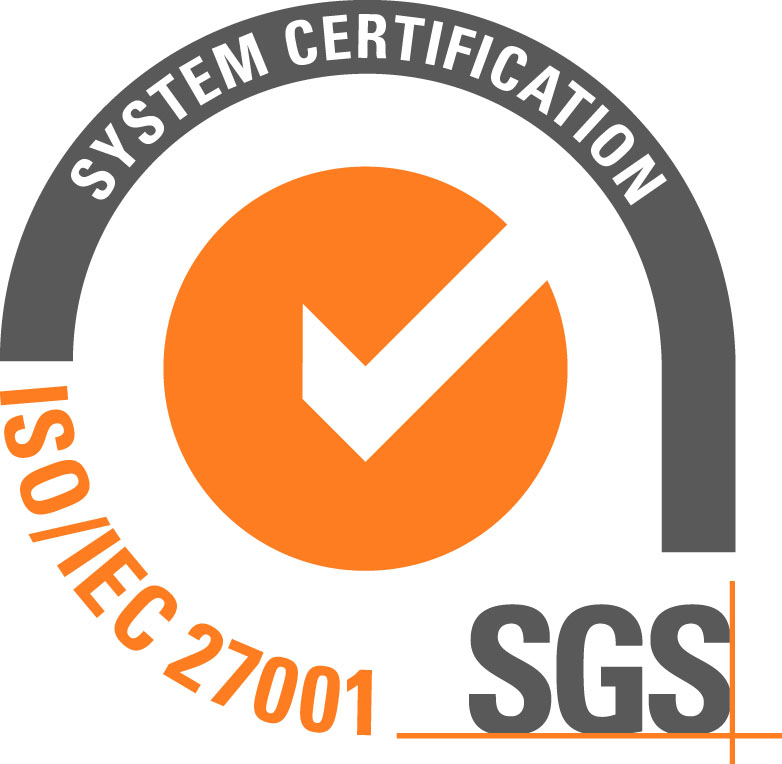 SYSTEM CERTIFICATION
ISO/IEC 27001
SGS